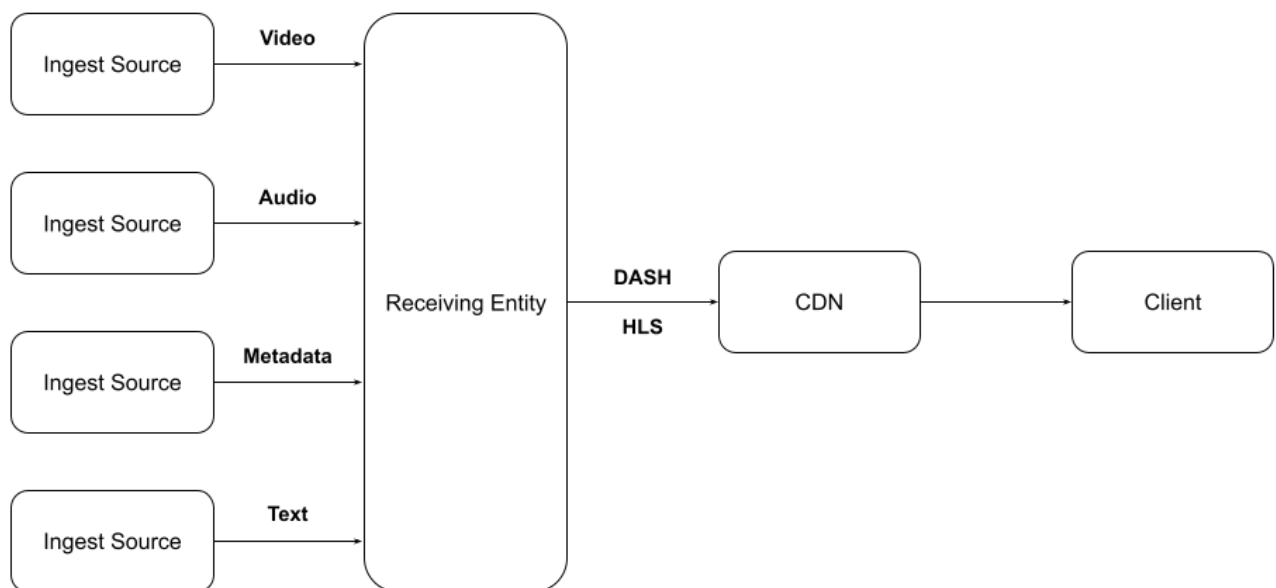 Video
Ingest Source
Audio
Ingest Source
Metadata
Ingest Source
Text
Ingest Source
Receiving Entity
DASH
HLS
CDN
Client